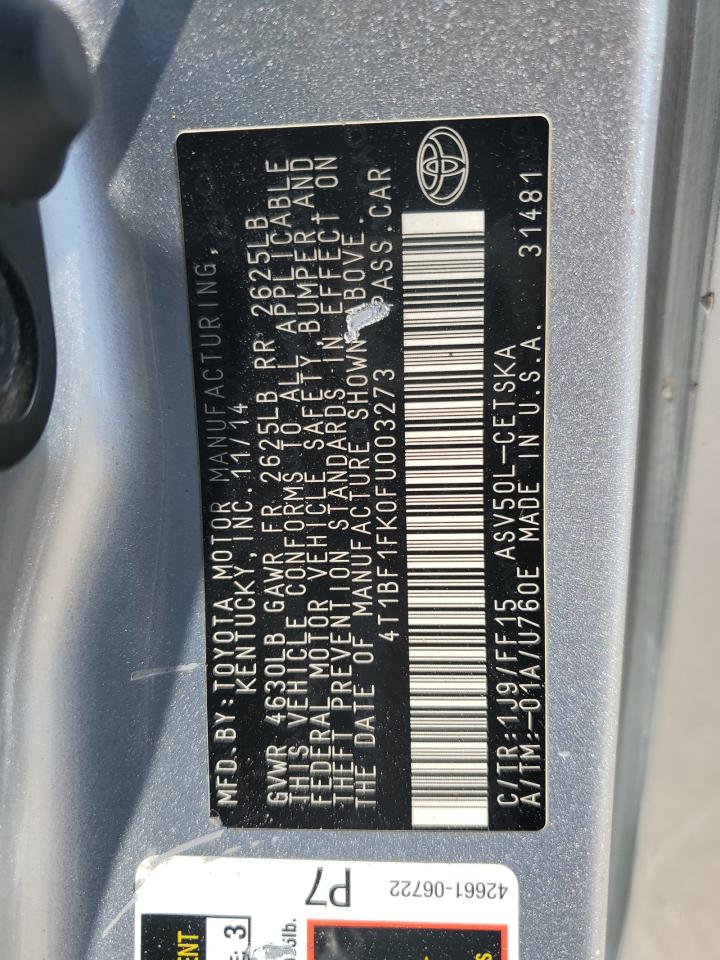 MFD.BY:TOYOTA MOTOR MANUFACTURING,
KENTUCKY, INC. 11/14
GVWR 4630LB GAWR FR 2625LB RR 2625LB
THIS VEHICLE CONFORMS TO ALL APPLICABLE
FEDERAL MOTOR VEHICLE SAFETY, BUMPER AND
THEFT PREVENTION STANDARDS IN EFFECT ON
THE DATE OF MANUFACTURE SHOWN ABOVE.
4T1BF1FK0FU003273 PASS.CAR
C/TR:1J9/FF15 ASV50L-CETSKA
A/TM:-01A/U760E MADE IN U.S.A. 31481
P7
42661-06722
3
lb.